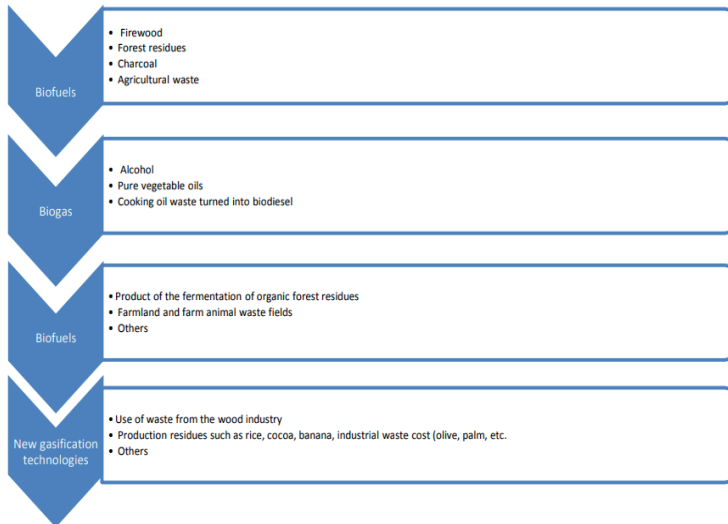 Biofuels
• Firewood
• Forest residues
• Charcoal
• Agricultural waste
Biogas
• Alcohol
• Pure vegetable oils
• Cooking oil waste turned into biodiesel
Biofuels
• Product of the fermentation of organic forest residues
• Farmland and farm animal waste fields
• Others
New gasification
technologies
• Use of waste from the wood industry
• Production residues such as rice, cocoa, banana, industrial waste cost (olive, palm, etc.
• Others